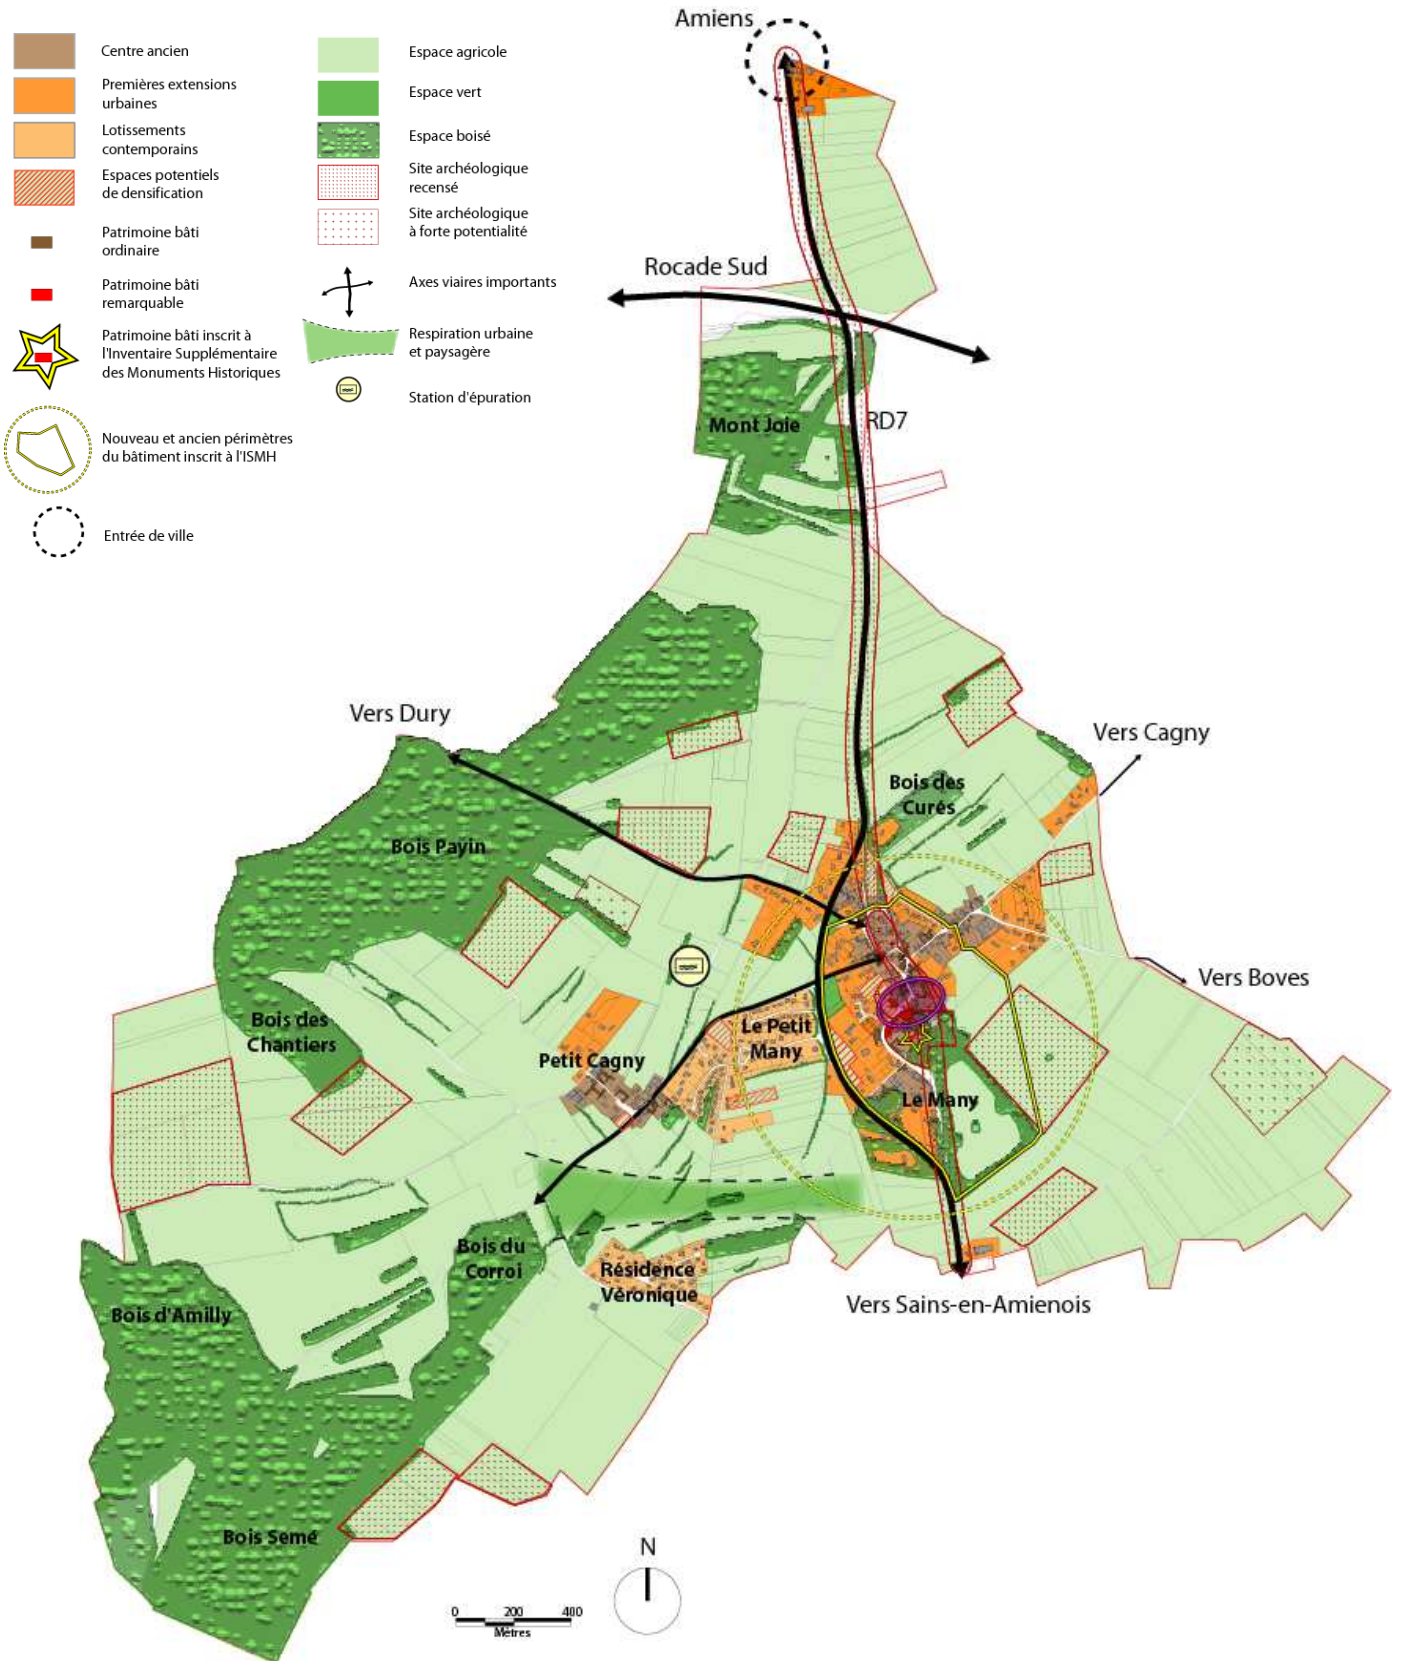 Centre ancien
Premières extensions
urbaines
Lotissements
contemporains
Espaces potentiels
de densification
Patrimoine bâti
ordinaire
Patrimoine bâti
remarquable
Patrimoine bâti inscrit à
l'Inventaire Supplémentaire
des Monuments Historiques
Nouveau et ancien périmètres
du bâtiment inscrit à l'ISMH
Entrée de ville
Espace agricole
Espace vert
Espace boisé
Site archéologique
recensé
Site archéologique
à forte potentialité
Axes viaires importants
Respiration urbaine
et paysagère
Station d'épuration
Amiens
Rocade Sud
Mont Joie
RD7
Vers Dury
Vers Cagny
Bois des
Curés
Bois Payin
Vers Boves
Bois des
Chantiers
Le Petit
Many
Petit Cagny
Le Many
Bois du
Corroi
Résidence
Véronique
Vers Sains-en-Amienois
Bois d'Amilly
Bois Semé
N
0 200 400
Mètres